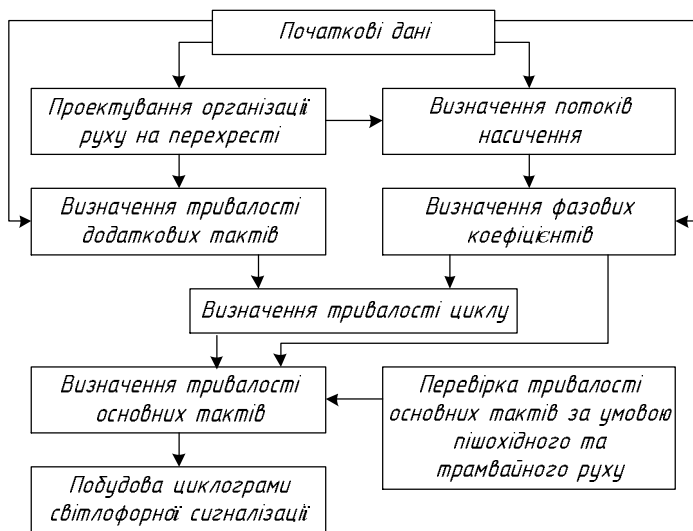 Початкові дані
Проектування організації
руху на перехресті
Визначення потоків
насичення
Визначення тривалості
додаткових тактів
Визначення фазових
коефіцієнтів
Визначення тривалості циклу
Визначення тривалості
основних тактів
Перевірка тривалості
основних тактів за умовою
пішохідного та
трамвайного руху
Побудова циклограми
світлофорної сигналізації